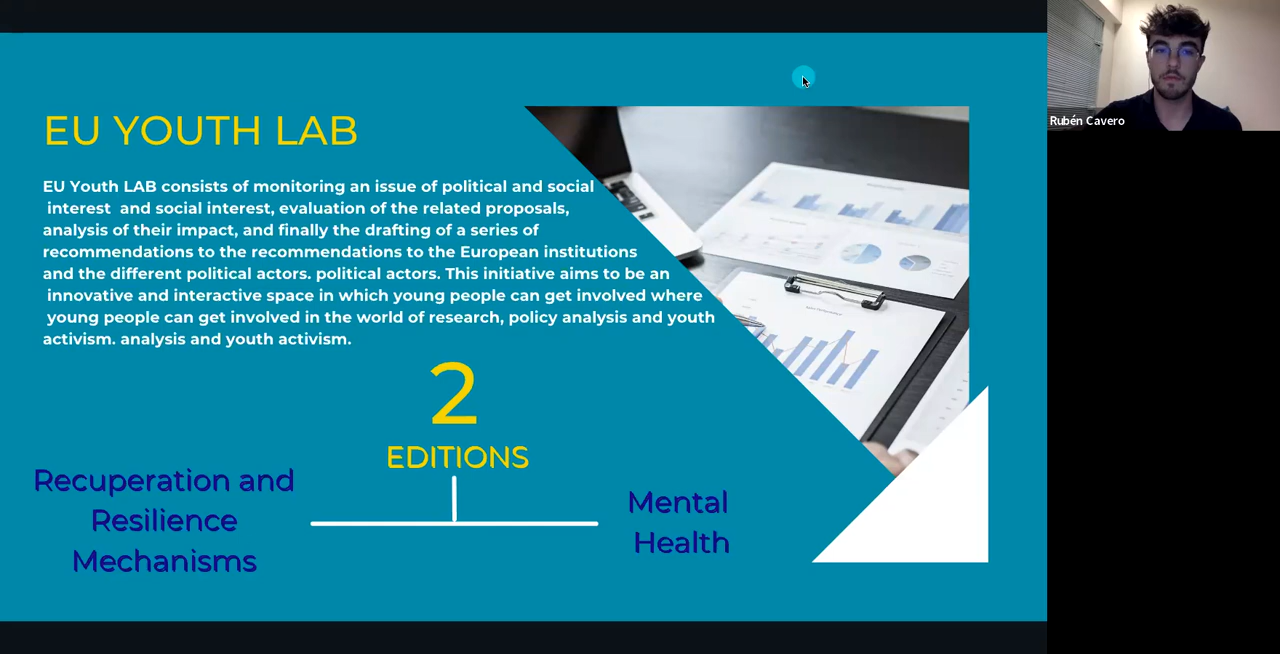 EU YOUTH LAB
EU Youth LAB consists of monitoring an issue of political and social
interest and social interest, evaluation of the related proposals,
analysis of their impact, and finally the drafting of a series of
recommendations to the recommendations to the European institutions
and the different political actors. political actors. This initiative aims to be an
innovative and interactive space in which young people can get involved where
young people can get involved in the world of research, policy analysis and youth
activism. analysis and youth activism.
2
EDITIONS
Recuperation and
Resilience
Mechanisms
Mental
Health
Rubén Cavero